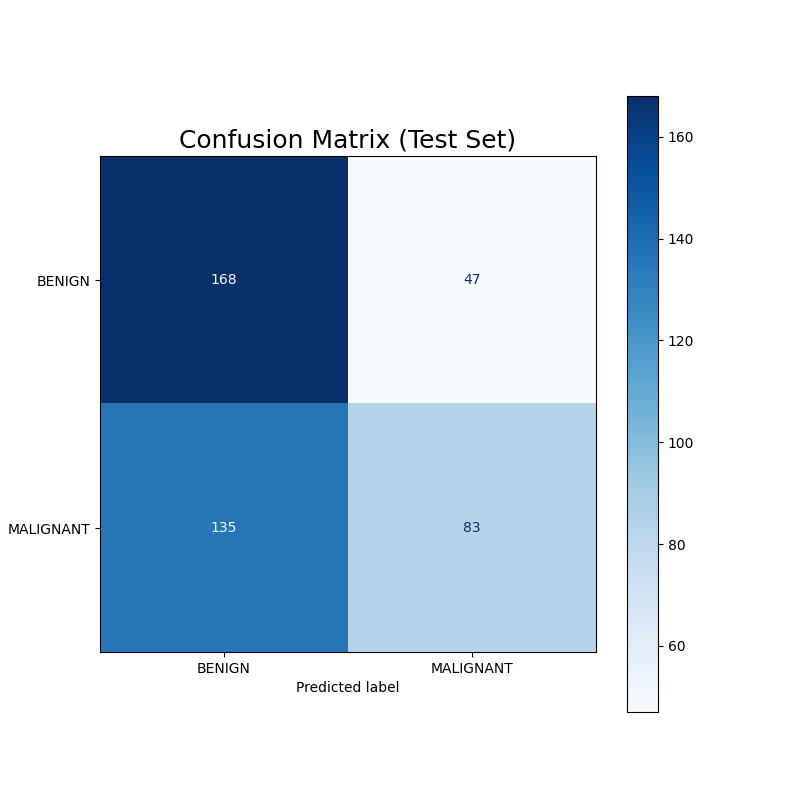 Confusion Matrix (Test Set)
BENIGN
168
47
MALIGNANT
135
83
BENIGN
MALIGNANT
Predicted label
160
140
120
100
80
60